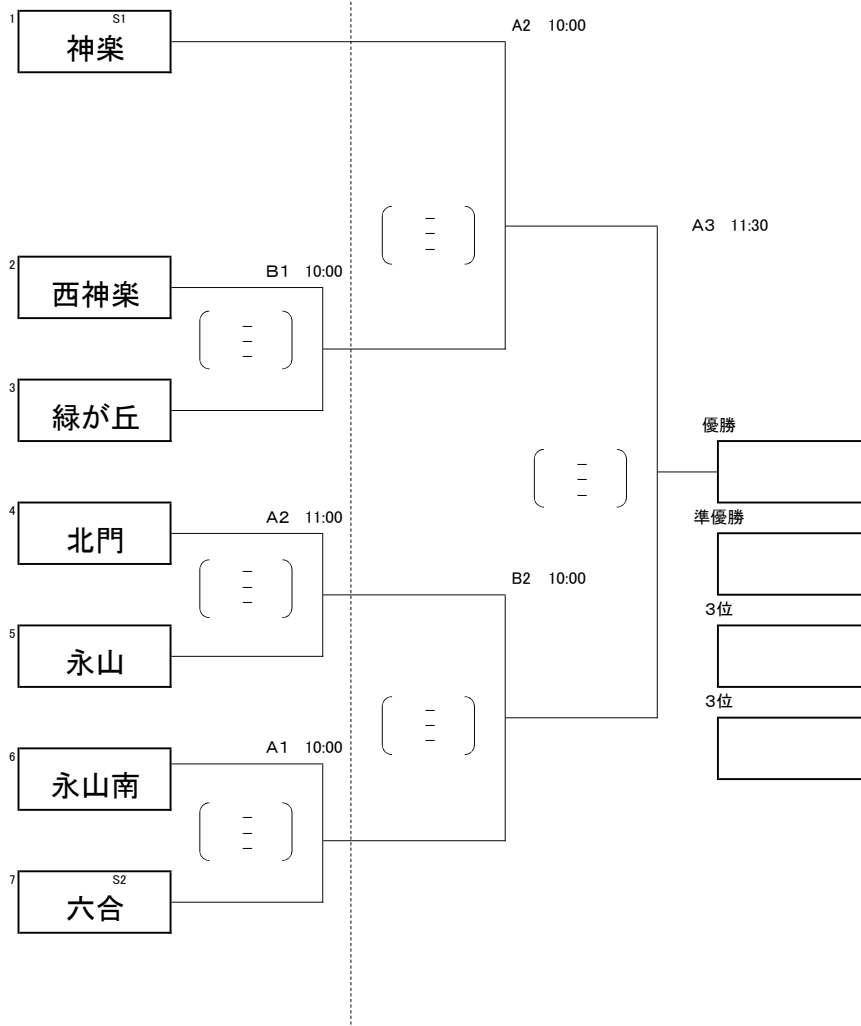 1
S1
神楽
A2 10:00
A3 11:30
2
西神楽
B1 10:00
3
緑が丘
優勝
4
北門
A2 11:00
準優勝
B2 10:00
3位
5
永山
3位
6
永山南
A1 10:00
7
S2
六合